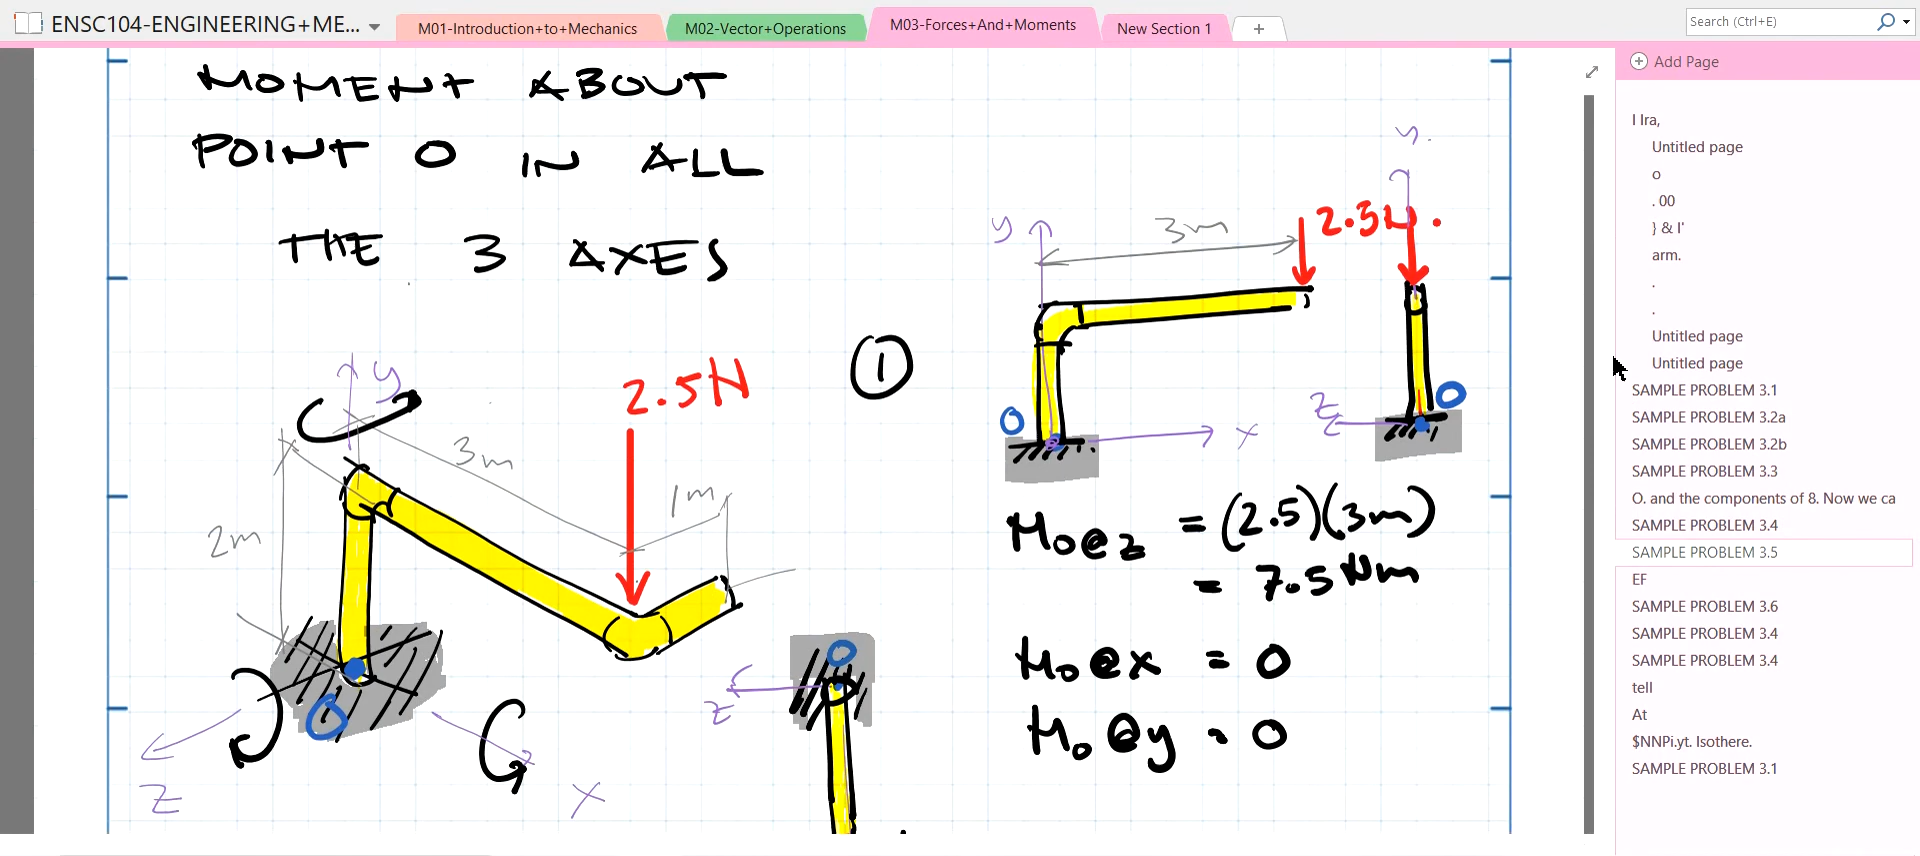 ENSC104-ENGINEERING+ME...
M01-Introduction+to+Mechanics
M02-Vector+Operations
M03-Forces+And+Moments
New Section 1
+
Search (Ctrl+E)
MOMENT ABOUT
POINT O IN ALL
THE 3 AXES
y
2.5N
3m
1m
2m
O
Z
X
1
y
3m
2.5N.
y.
O
X
Z
O
O
Z
Mo@z = (2.5)(3m)
= 7.5Nm
Mo@x = 0
Mo@y = 0
Add Page
I Ira,
Untitled page
o
. 00
} & I'
arm.
.
.
Untitled page
Untitled page
SAMPLE PROBLEM 3.1
SAMPLE PROBLEM 3.2a
SAMPLE PROBLEM 3.2b
SAMPLE PROBLEM 3.3
O. and the components of 8. Now we ca
SAMPLE PROBLEM 3.4
SAMPLE PROBLEM 3.5
EF
SAMPLE PROBLEM 3.6
SAMPLE PROBLEM 3.4
SAMPLE PROBLEM 3.4
tell
At
$NNPi.yt. Isothere.
SAMPLE PROBLEM 3.1